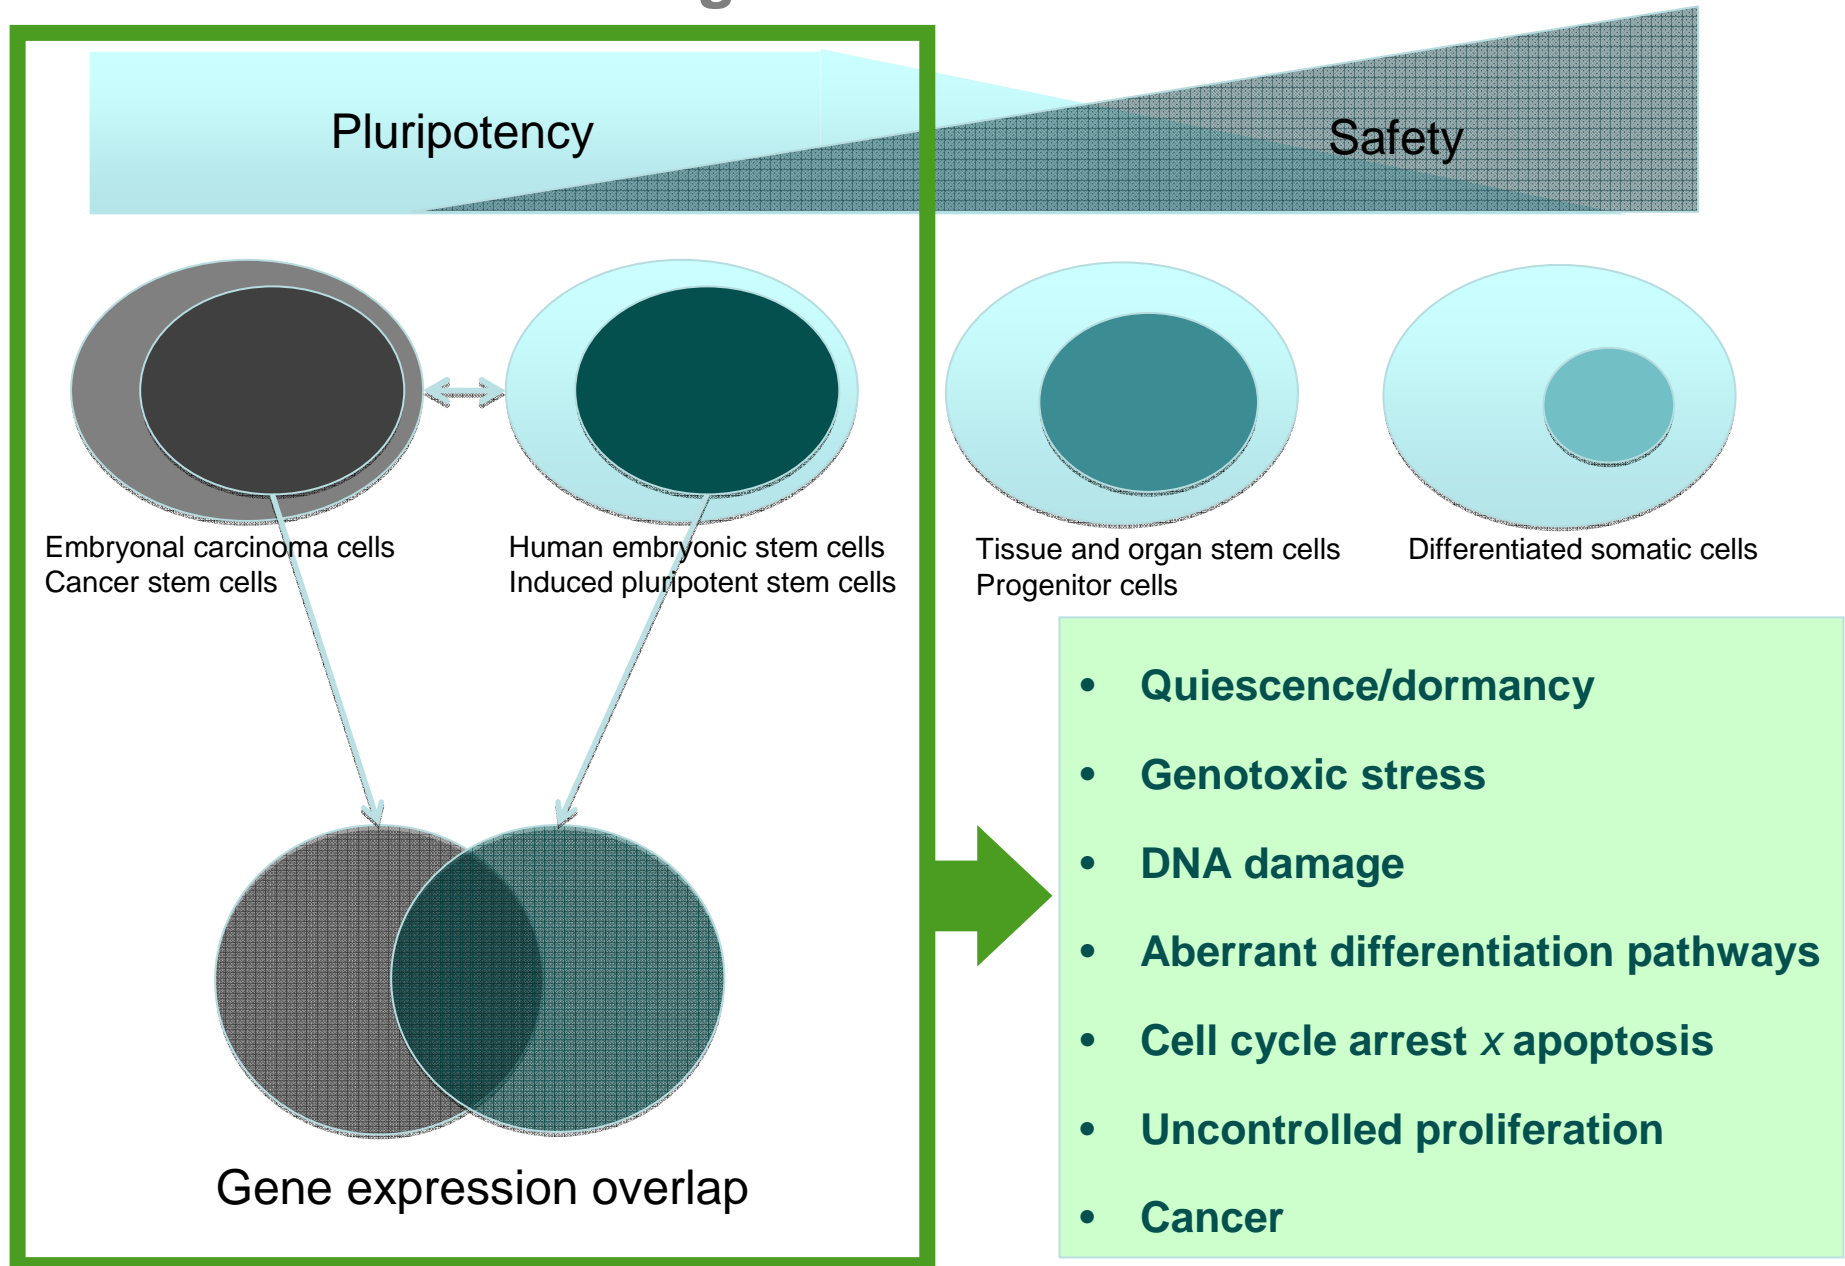 Pluripotency
Safety
Embryonal carcinoma cells
Cancer stem cells
Human embryonic stem cells
Induced pluripotent stem cells
Tissue and organ stem cells
Progenitor cells
Differentiated somatic cells
• Quiescence/dormancy
• Genotoxic stress
• DNA damage
• Aberrant differentiation pathways
• Cell cycle arrest x apoptosis
• Uncontrolled proliferation
• Cancer
Gene expression overlap